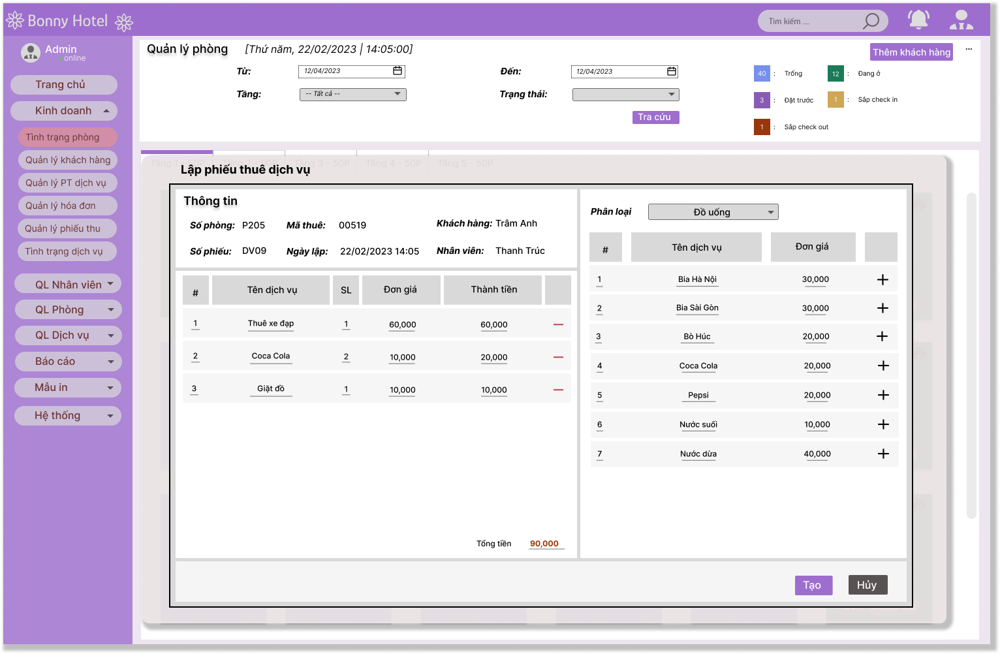 Bonny Hotel
Tìm kiếm ....
Admin
online
Trang chủ
Kinh doanh
Tình trạng phòng
Quản lý khách hàng
Quản lý PT dịch vụ
Quản lý hóa đơn
Quản lý phiếu thu
Tình trạng dịch vụ
QL Nhân viên
QL Phòng
QL Dịch vụ
Báo cáo
Mẫu in
Hệ thống
Quản lý phòng [Thứ năm, 22/02/2023 | 14:05:00]
Thêm khách hàng ...
Từ: 12/04/2023 Đến: 12/04/2023
Tầng: -- Tất cả -- Trạng thái:
Tra cứu
40 : Trống 12 : Đang ở
3 : Đặt trước 1 : Sắp check in
1 : Sắp check out
Tầng 1 - 50P Tầng 2 - 50P Tầng 3 - 50P Tầng 4 - 50P Tầng 5 - 50P
Lập phiếu thuê dịch vụ
Thông tin
Số phòng: P205 Mã thuê: 00519 Khách hàng: Trâm Anh
Số phiếu: DV09 Ngày lập: 22/02/2023 14:05 Nhân viên: Thanh Trúc
# Tên dịch vụ SL Đơn giá Thành tiền
1 Thuê xe đạp 1 60,000 60,000
2 Coca Cola 2 10,000 20,000
3 Giặt đồ 1 10,000 10,000
Tổng tiền 90,000
Phân loại Đồ uống
# Tên dịch vụ Đơn giá
1 Bia Hà Nội 30,000 +
2 Bia Sài Gòn 30,000 +
3 Bò Húc 20,000 +
4 Coca Cola 20,000 +
5 Pepsi 20,000 +
6 Nước suối 10,000 +
7 Nước dừa 40,000 +
Tạo Hủy